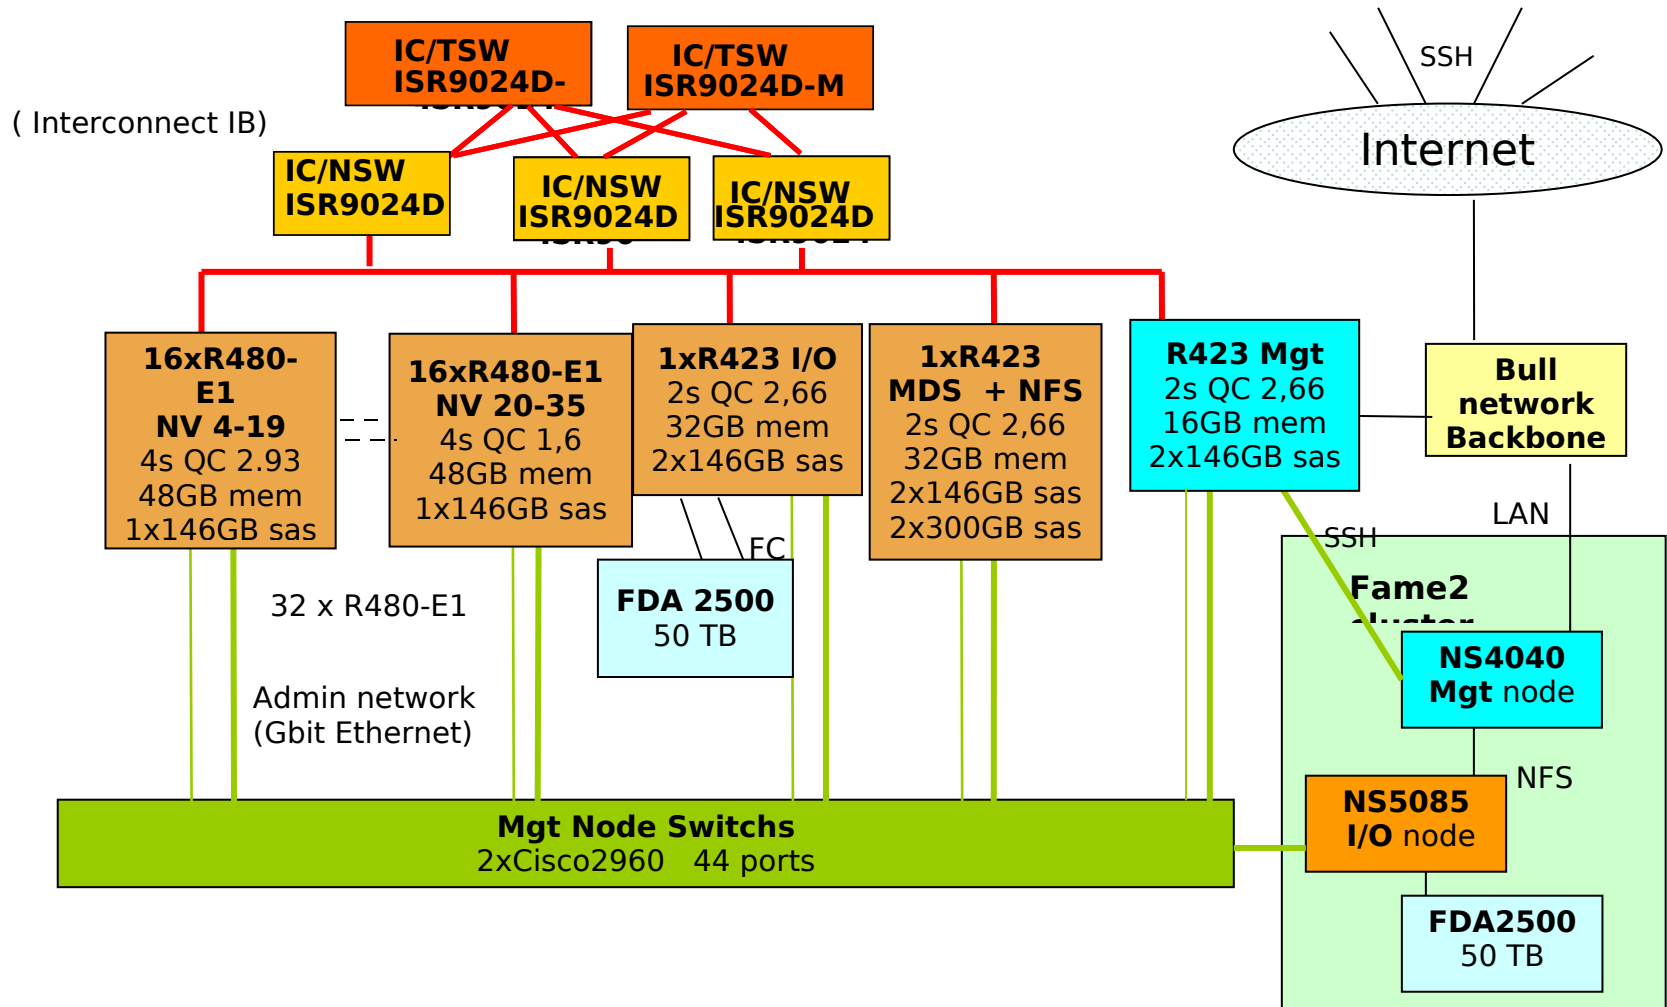 IC/TSW
ISR9024D-
IC/TSW
ISR9024D-M
SSH
( Interconnect IB)
Internet
IC/NSW
ISR9024D
IC/NSW
ISR9024D
IC/NSW
ISR9024D
16xR480-
E1
NV 4-19
4s QC 2.93
48GB mem
1x146GB sas
16xR480-E1
NV 20-35
4s QC 1,6
48GB mem
1x146GB sas
1xR423 I/O
2s QC 2,66
32GB mem
2x146GB sas
1xR423
MDS + NFS
2s QC 2,66
32GB mem
2x146GB sas
2x300GB sas
R423 Mgt
2s QC 2,66
16GB mem
2x146GB sas
Bull
network
Backbone
LAN
SSH
FC
FDA 2500
50 TB
32 x R480-E1
Admin network
(Gbit Ethernet)
Fame2
cluster
NS4040
Mgt node
NFS
NS5085
I/O node
FDA2500
50 TB
Mgt Node Switchs
2xCisco2960 44 ports